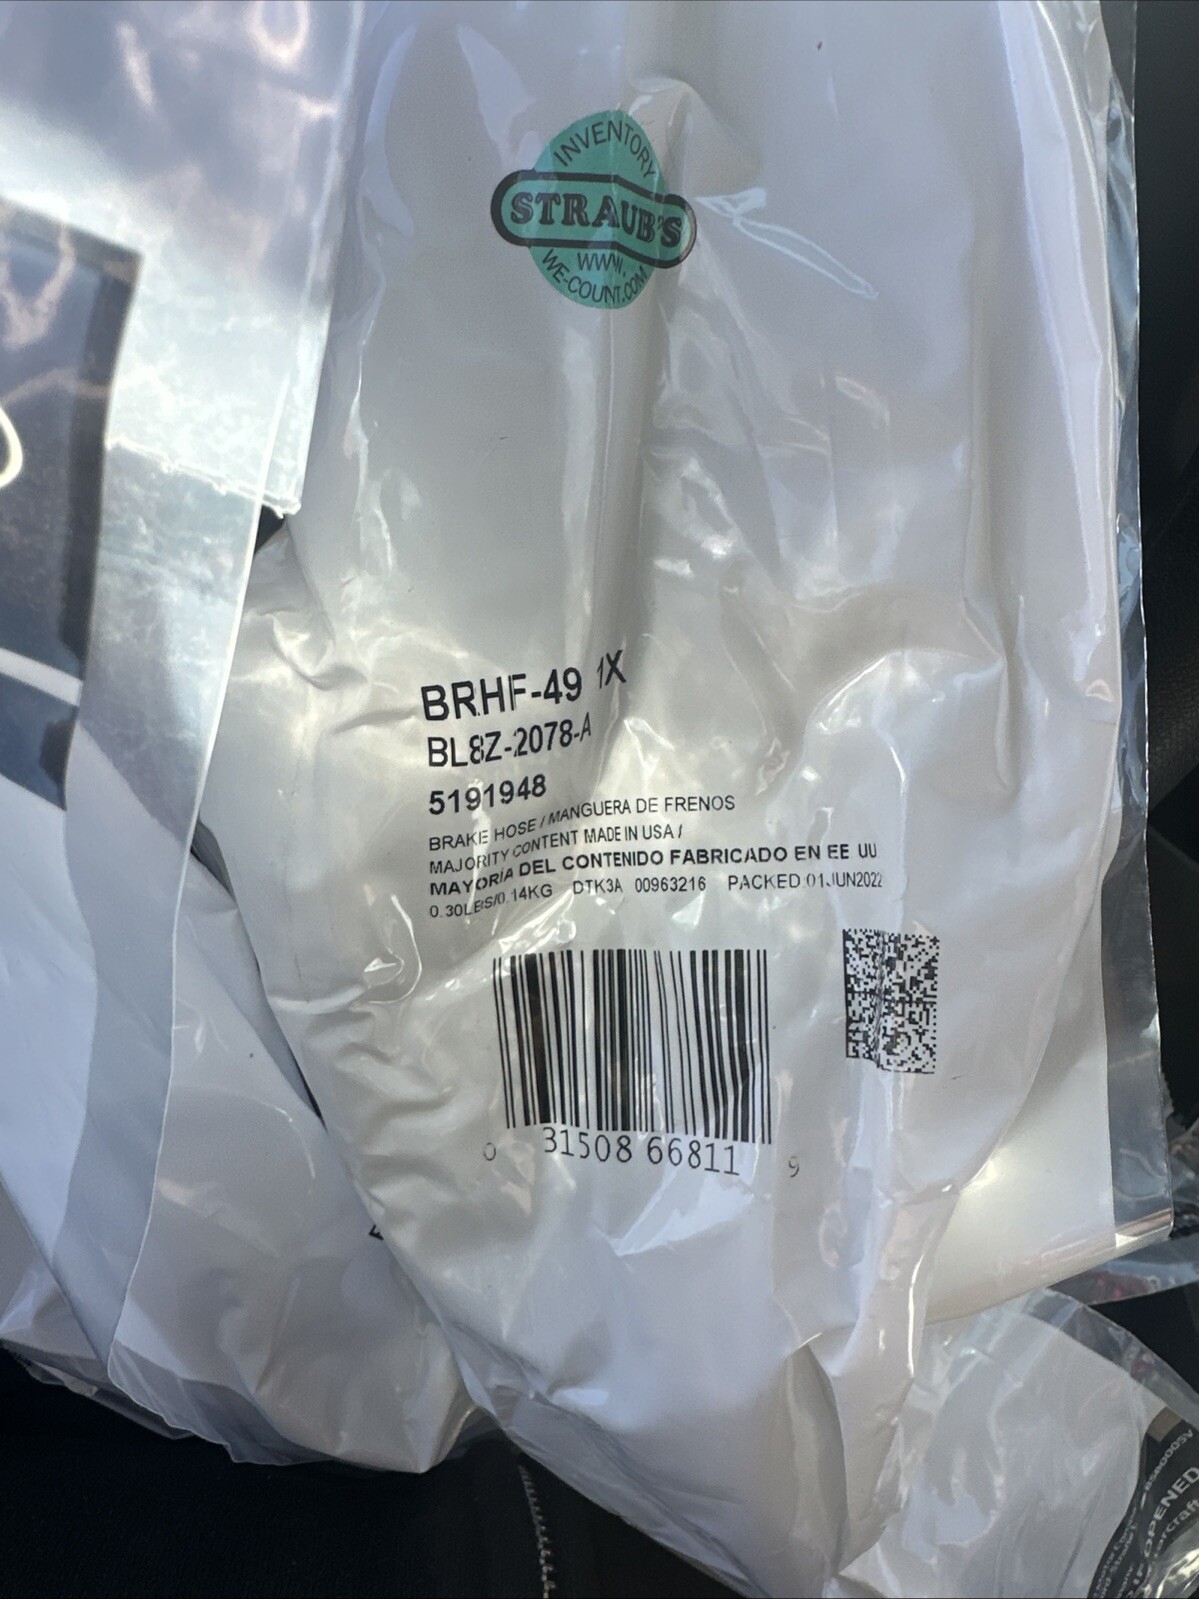 INVENTORY
STRAUB'S
WWW.
WE-COUNT.COM
BRHF-49 1X
BL8Z-2078-A
5191948
BRAKE HOSE / MANGUERA DE FRENOS
MAJORITY CONTENT MADE IN USA /
MAYORÍA DEL CONTENIDO FABRICADO EN EE UU
0.30LBS/0.14KG DTK3A 00963216 PACKED 01JUN2022
0 31508 66811 9
OPENED